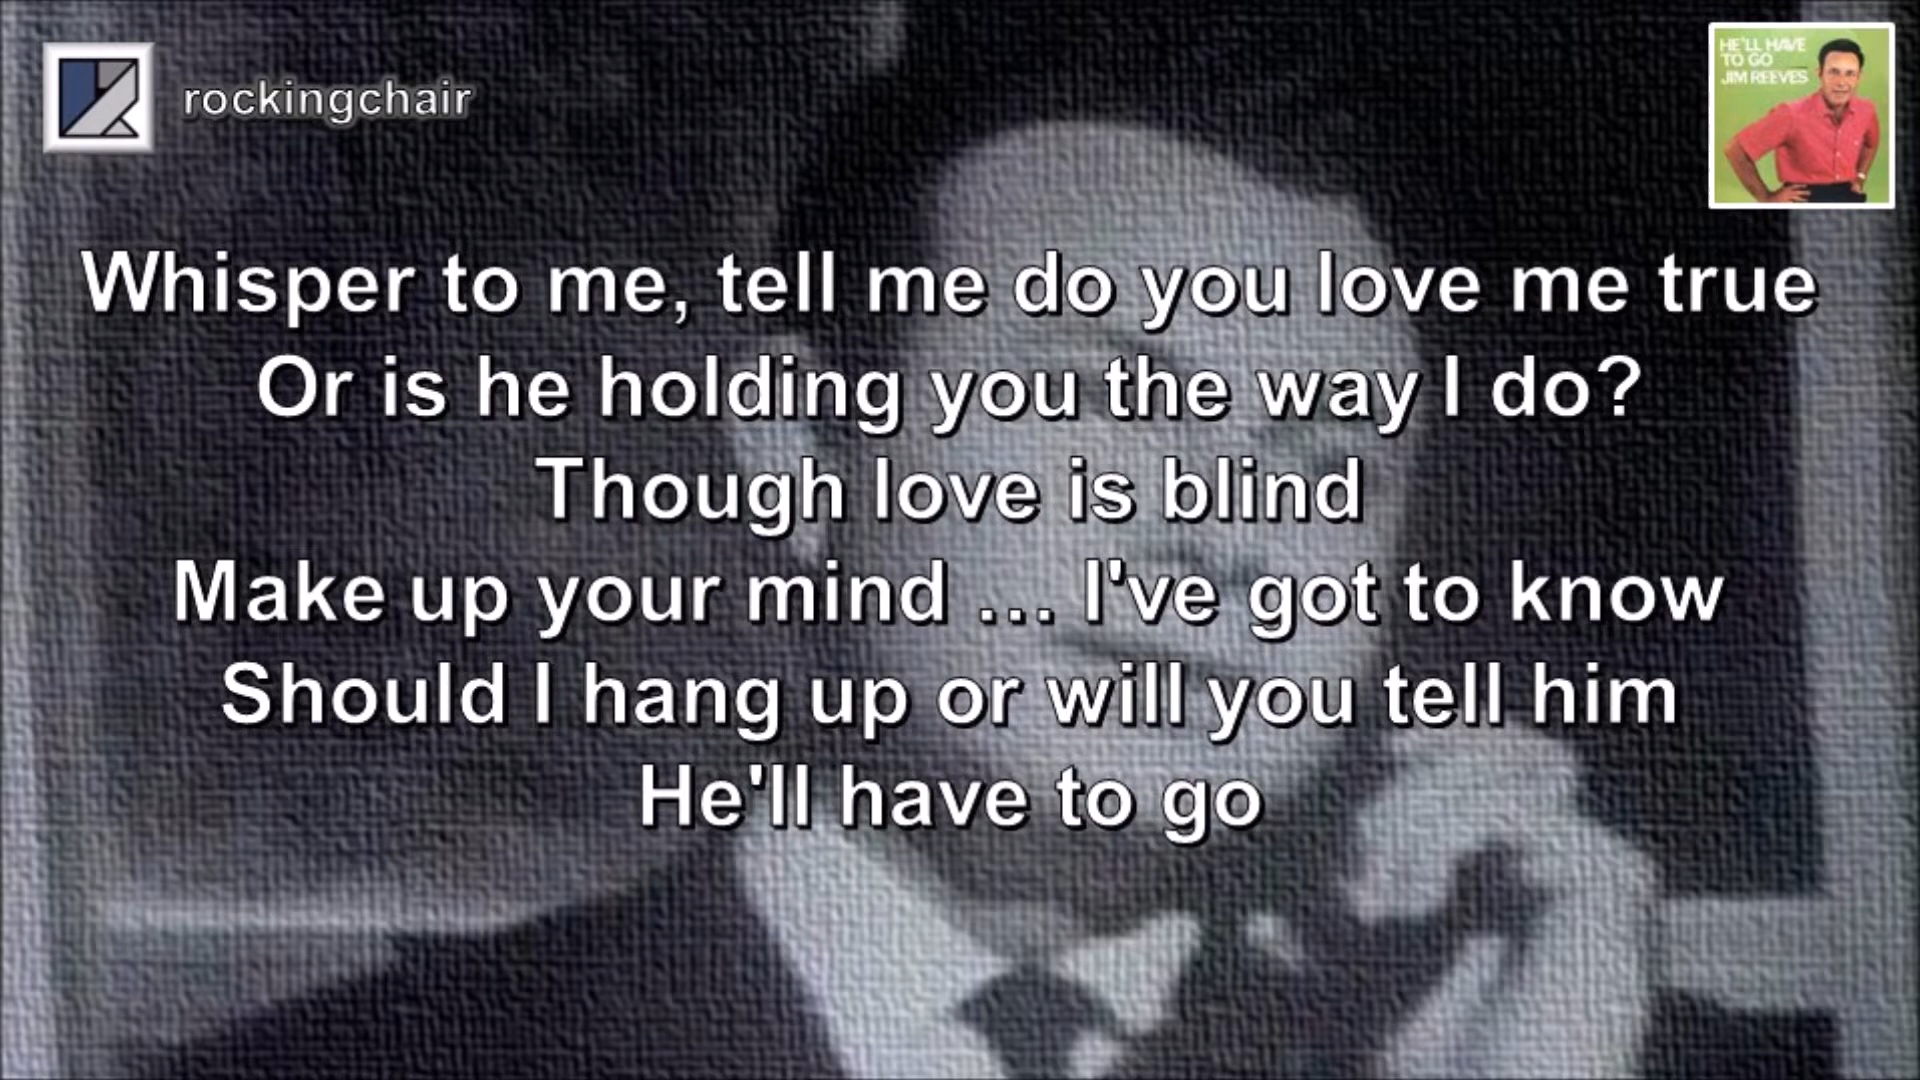 rockingchair
HE'LL HAVE
TO GO
JIM REEVES
Whisper to me, tell me do you love me true
Or is he holding you the way I do?
Though love is blind
Make up your mind ... I've got to know
Should I hang up or will you tell him
He'll have to go